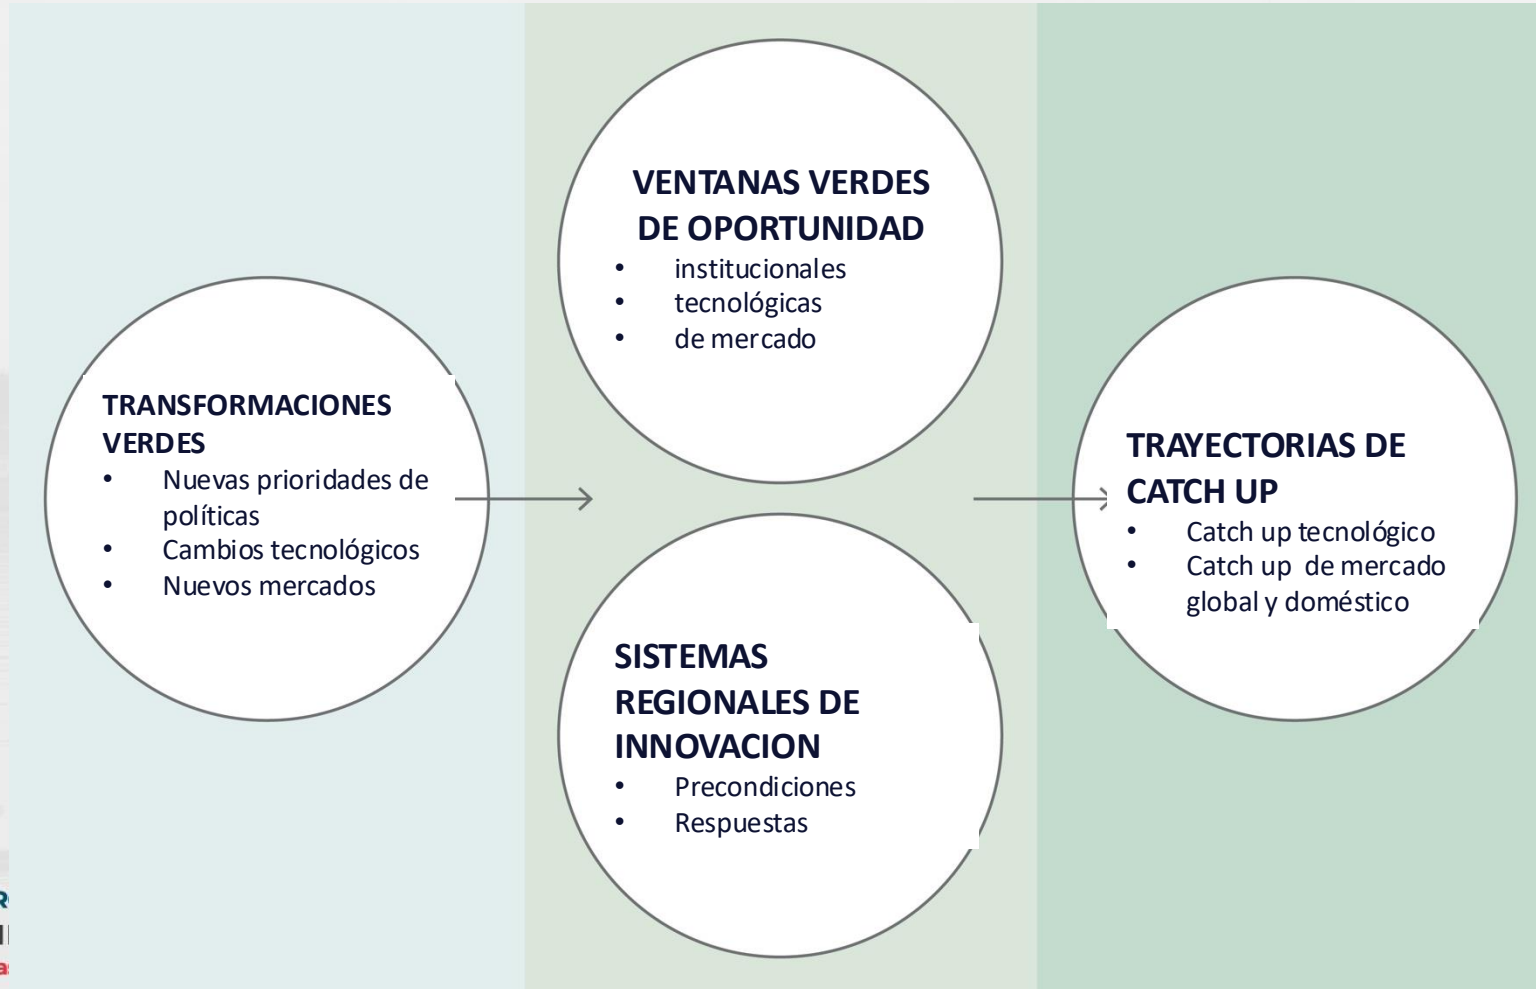 TRANSFORMACIONES
VERDES
• Nuevas prioridades de
políticas
• Cambios tecnológicos
• Nuevos mercados
VENTANAS VERDES
DE OPORTUNIDAD
• institucionales
• tecnológicas
• de mercado
SISTEMAS
REGIONALES DE
INNOVACION
• Precondiciones
• Respuestas
TRAYECTORIAS DE
CATCH UP
• Catch up tecnológico
• Catch up  de mercado
global y doméstico